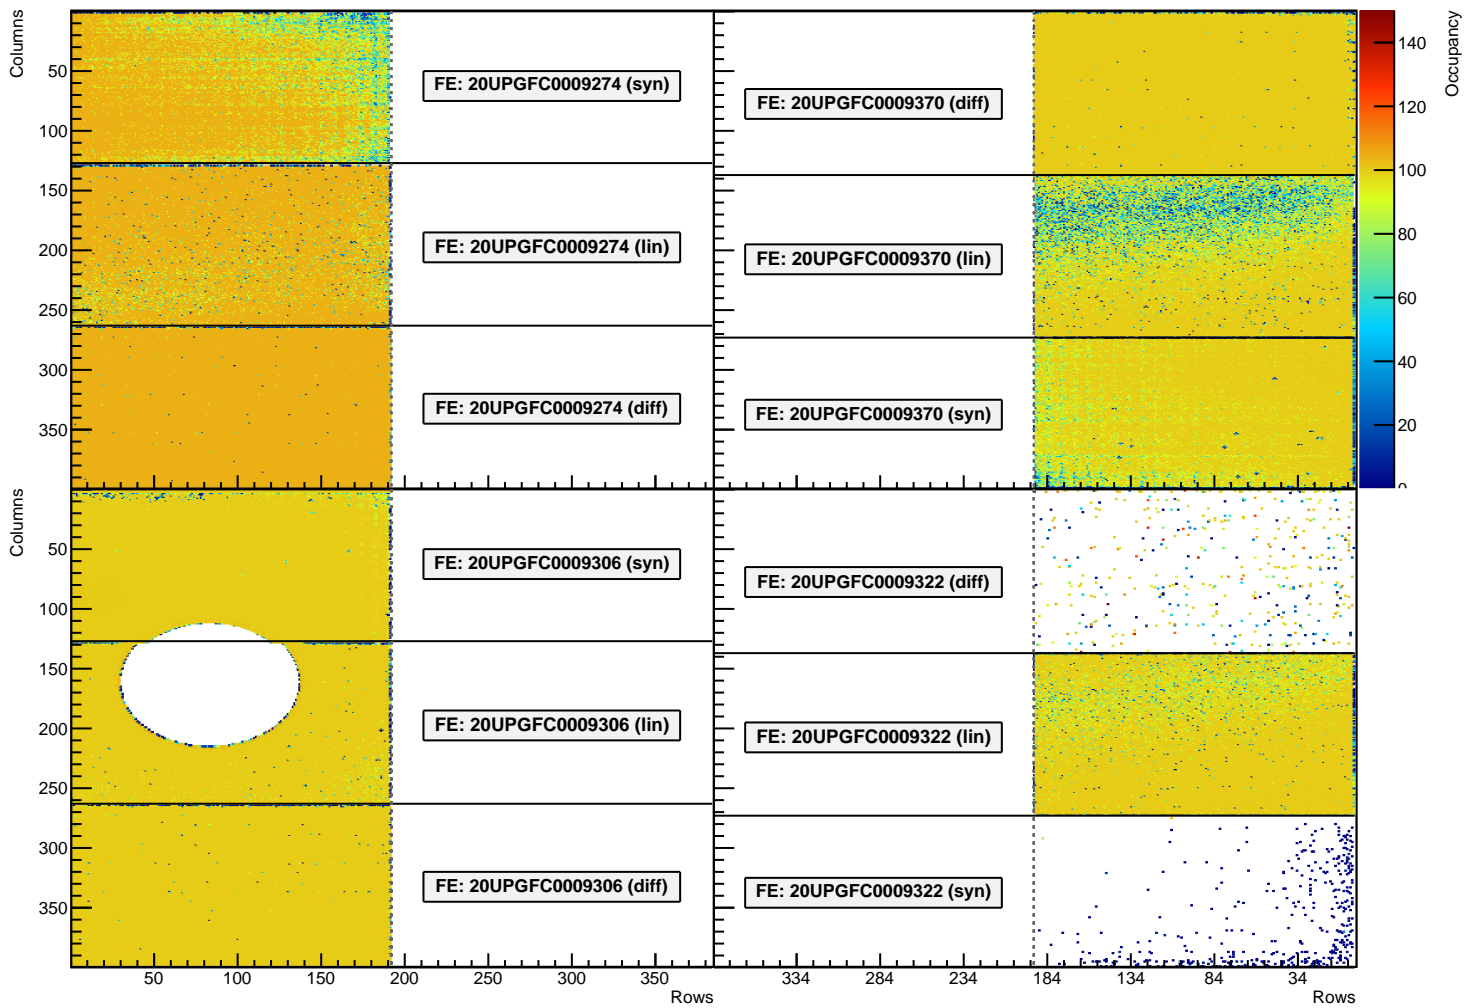 Columns
50
100
150
200
250
300
350
FE: 20UPGFC0009274 (syn)
FE: 20UPGFC0009274 (lin)
FE: 20UPGFC0009274 (diff)
FE: 20UPGFC0009370 (diff)
FE: 20UPGFC0009370 (lin)
FE: 20UPGFC0009370 (syn)
Occupancy
140
120
100
80
60
40
20
0
Columns
50
100
150
200
250
300
350
FE: 20UPGFC0009306 (syn)
FE: 20UPGFC0009306 (lin)
FE: 20UPGFC0009306 (diff)
FE: 20UPGFC0009322 (diff)
FE: 20UPGFC0009322 (lin)
FE: 20UPGFC0009322 (syn)
50 100 150 200 250 300 350
Rows
334 284 234 184 134 84 34
Rows